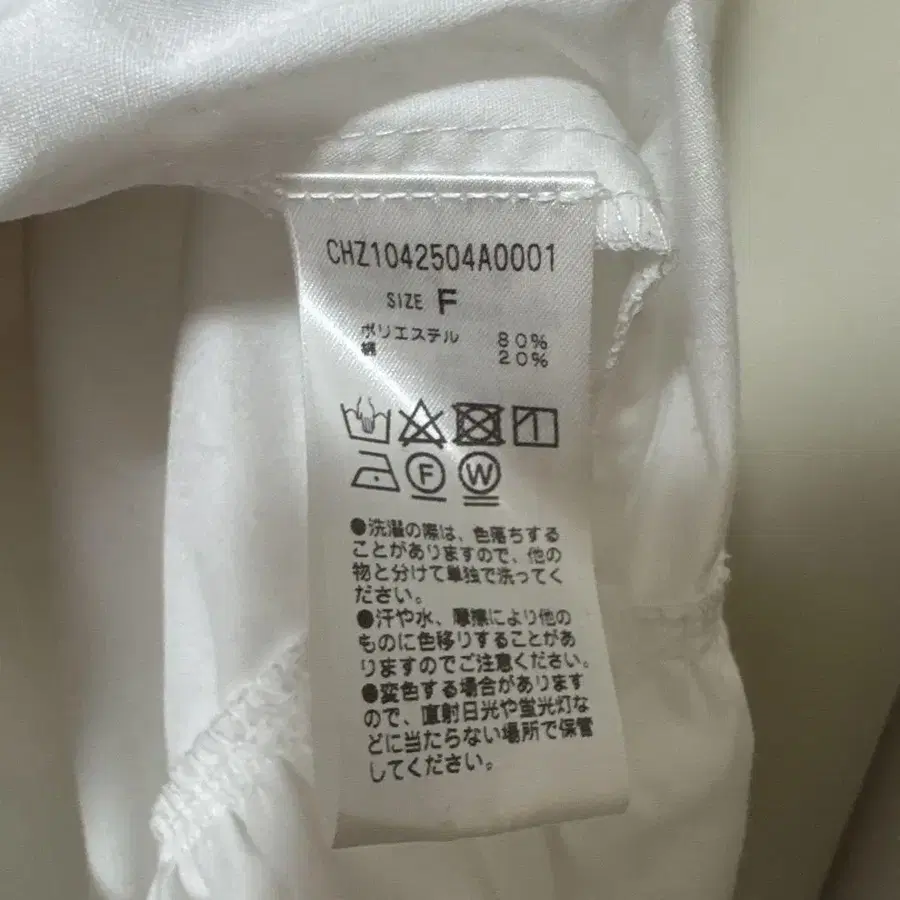 CHZ1042504A0001
SIZE F
ポリエステル 80%
綿 20%
F W
●洗濯の際は、色落ちする
ことがありますので、他の
物と分けて単独で洗ってく
ださい。
●汗や水、摩擦により他の
ものに色移りすることがあ
りますのでご注意ください。
●変色する場合があります
ので、直射日光や蛍光灯な
どに当たらない場所で保管
してください。